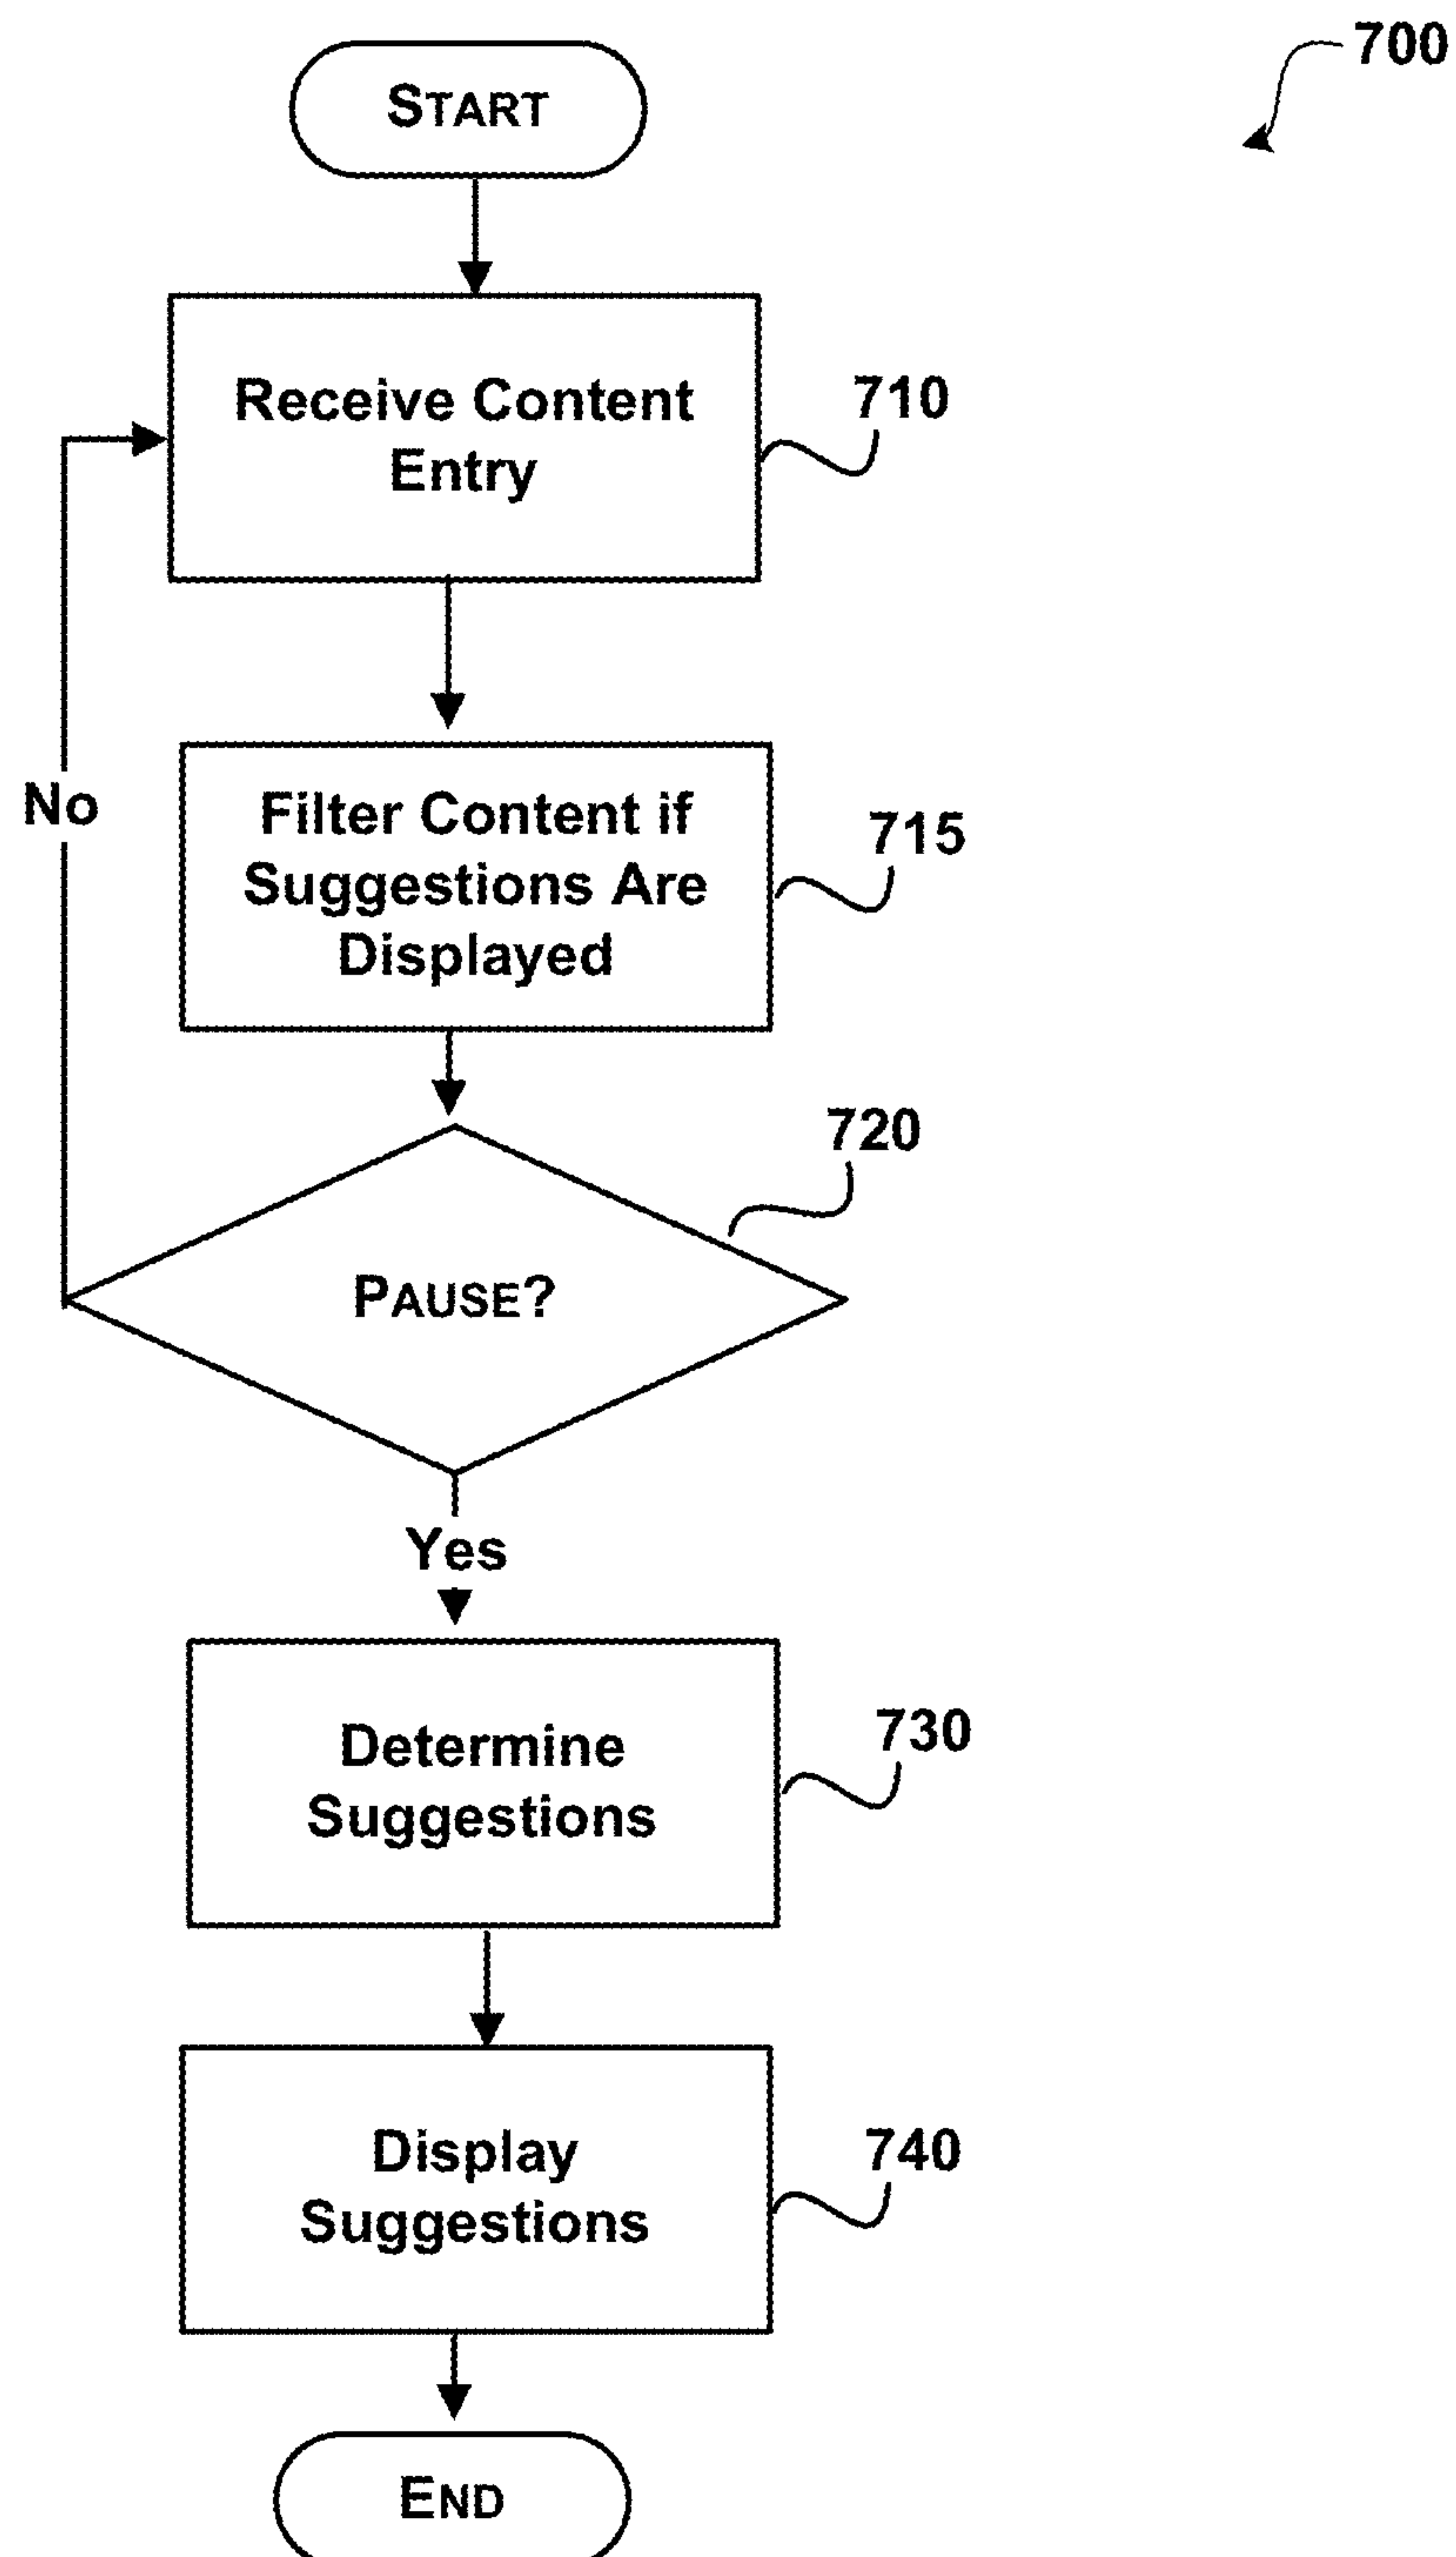 700
START
Receive Content
Entry
710
No
Filter Content if
Suggestions Are
Displayed
715
720
PAUSE?
Yes
Determine
Suggestions
730
Display
Suggestions
740
END